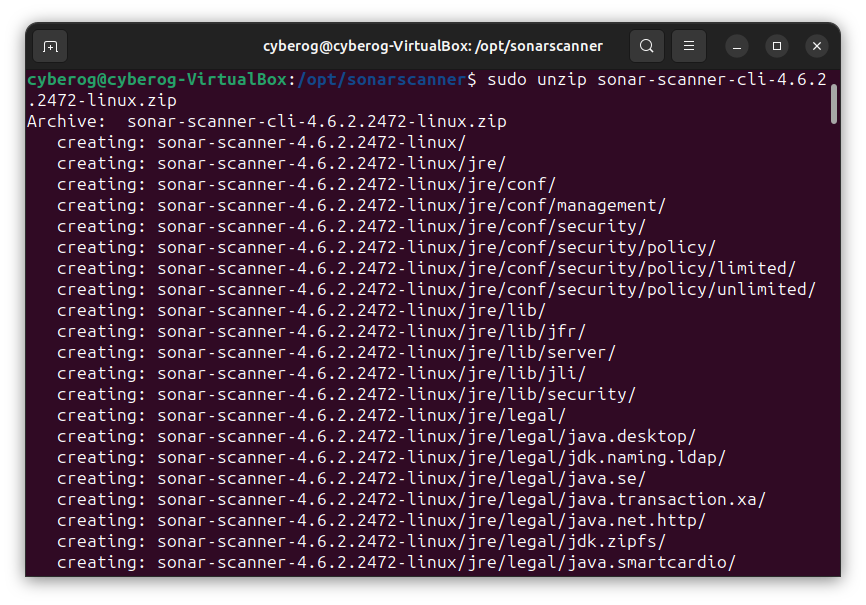 cyberog@cyberog-VirtualBox: /opt/sonarscanner
cyberog@cyberog-VirtualBox:/opt/sonarscanner$ sudo unzip sonar-scanner-cli-4.6.2
.2472-linux.zip
Archive:  sonar-scanner-cli-4.6.2.2472-linux.zip
   creating: sonar-scanner-4.6.2.2472-linux/
   creating: sonar-scanner-4.6.2.2472-linux/jre/
   creating: sonar-scanner-4.6.2.2472-linux/jre/conf/
   creating: sonar-scanner-4.6.2.2472-linux/jre/conf/management/
   creating: sonar-scanner-4.6.2.2472-linux/jre/conf/security/
   creating: sonar-scanner-4.6.2.2472-linux/jre/conf/security/policy/
   creating: sonar-scanner-4.6.2.2472-linux/jre/conf/security/policy/limited/
   creating: sonar-scanner-4.6.2.2472-linux/jre/conf/security/policy/unlimited/
   creating: sonar-scanner-4.6.2.2472-linux/jre/lib/
   creating: sonar-scanner-4.6.2.2472-linux/jre/lib/jfr/
   creating: sonar-scanner-4.6.2.2472-linux/jre/lib/server/
   creating: sonar-scanner-4.6.2.2472-linux/jre/lib/jli/
   creating: sonar-scanner-4.6.2.2472-linux/jre/lib/security/
   creating: sonar-scanner-4.6.2.2472-linux/jre/legal/
   creating: sonar-scanner-4.6.2.2472-linux/jre/legal/java.desktop/
   creating: sonar-scanner-4.6.2.2472-linux/jre/legal/jdk.naming.ldap/
   creating: sonar-scanner-4.6.2.2472-linux/jre/legal/java.se/
   creating: sonar-scanner-4.6.2.2472-linux/jre/legal/java.transaction.xa/
   creating: sonar-scanner-4.6.2.2472-linux/jre/legal/java.net.http/
   creating: sonar-scanner-4.6.2.2472-linux/jre/legal/jdk.zipfs/
   creating: sonar-scanner-4.6.2.2472-linux/jre/legal/java.smartcardio/